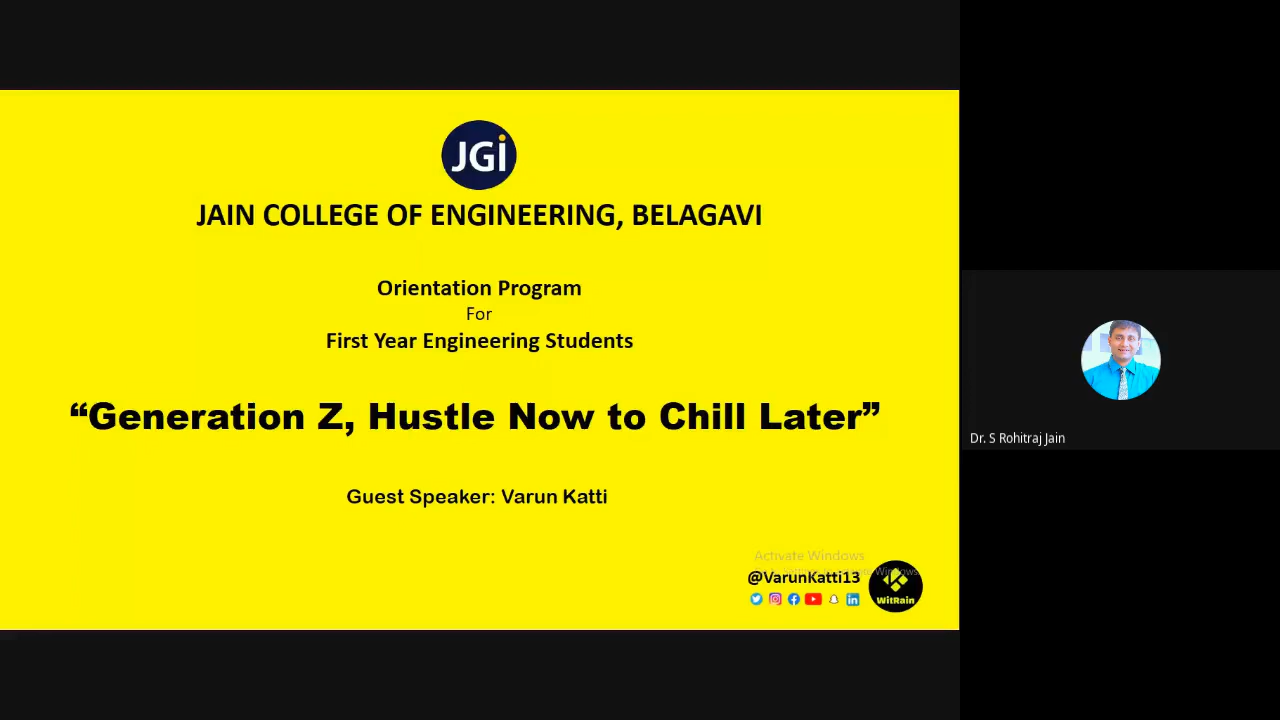 JGi
JAIN COLLEGE OF ENGINEERING, BELAGAVI
Orientation Program
For
First Year Engineering Students
“Generation Z, Hustle Now to Chill Later”
Guest Speaker: Varun Katti
Activate Windows
Windows
@VarunKatti13
WitRain
Dr. S Rohitraj Jain